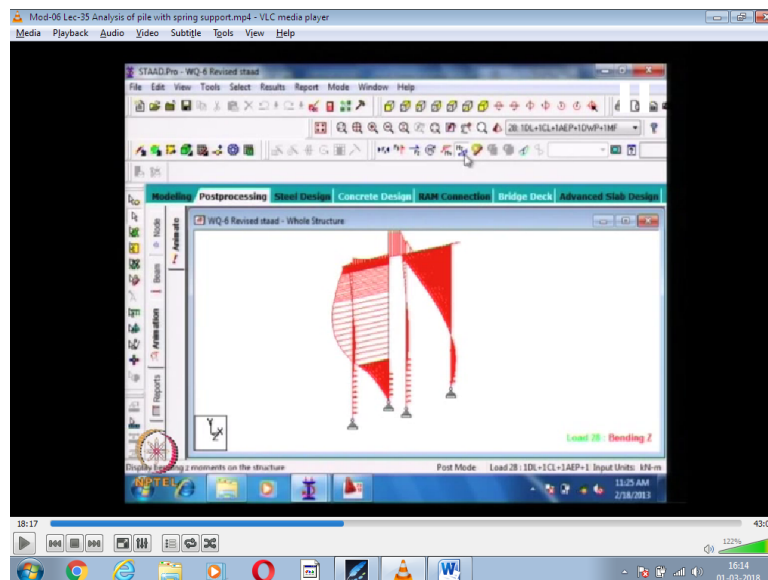 Mod-06 Lec-35 Analysis of pile with spring support.mp4 - VLC media player
Media Playback Audio Video Subtitle Tools View Help
STAAD.Pro - WQ-6 Revised staad
File Edit View Tools Select Results Report Mode Window Help
28: 1DL+1CL+1AEP+1DWP+1MF
Modeling Postprocessing Steel Design Concrete Design RAM Connection Bridge Deck Advanced Slab Design
WQ-6 Revised staad - Whole Structure
Node
Beam
Animation
Reports
Animate
Y
X
Z
Load 28 : Bending Z
Display bending z moments on the structure
Post Mode
Load 28 : 1DL+1CL+1AEP+1
Input Units: kN-m
NPTEL
11:25 AM
2/18/2013
18:17
43:0
122%
W
16:14
01-03-2018